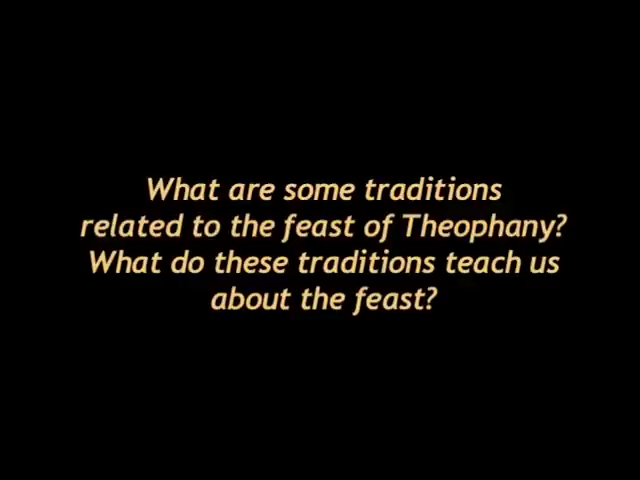 What are some traditions
related to the feast of Theophany?
What do these traditions teach us
about the feast?